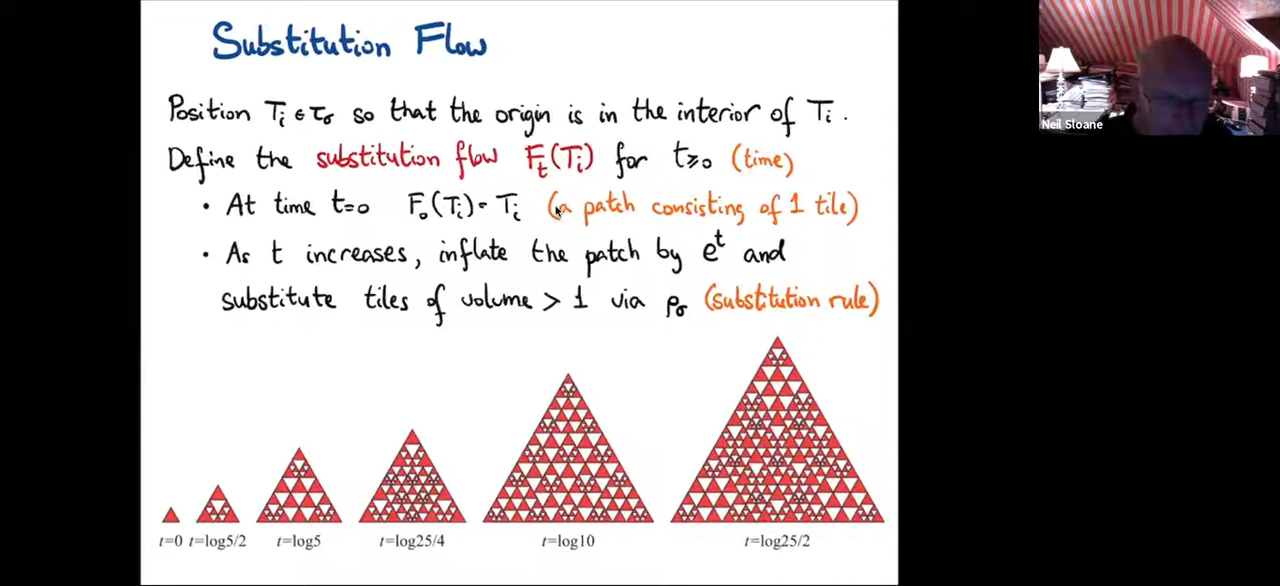 Substitution Flow
Position Tᵢ ∈ τσ so that the origin is in the interior of Tᵢ.
Define the substitution flow Fₜ(Tᵢ) for t≥0 (time)
• At time t=0 F₀(Tᵢ) = Tᵢ (a patch consisting of 1 tile)
• As t increases, inflate the patch by eᵗ and
substitute tiles of volume > 1 via ρσ (substitution rule)
t=0 t=log5/2 t=log5 t=log25/4 t=log10 t=log25/2
Neil Sloane